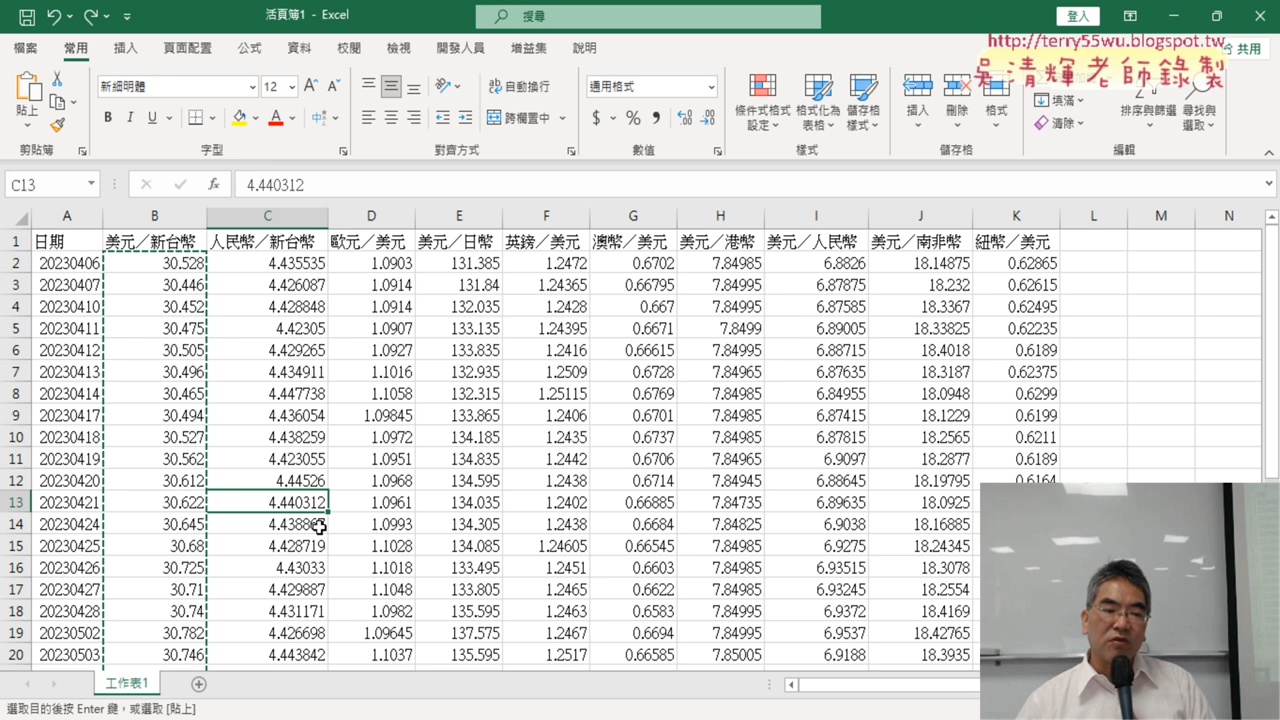 活頁簿1 - Excel
搜尋
登入
檔案 常用 插入 頁面配置 公式 資料 校閱 檢視 開發人員 增益集 說明
http://terry55wu.blogspot.tw
共用
吳清輝老師錄製
貼上
新細明體 12
自動換行
通用格式
條件式格式設定
格式化為表格
儲存格樣式
插入
刪除
格式
填滿
清除
排序與篩選
尋找與選取
跨欄置中
剪貼簿 字型 對齊方式 數值 樣式 儲存格 編輯
C13 fx 4.440312
A B C D E F G H I J K L M N
1 日期 美元／新台幣 人民幣／新台幣 歐元／美元 美元／日幣 英鎊／美元 澳幣／美元 美元／港幣 美元／人民幣 美元／南非幣 紐幣／美元
2 20230406 30.528 4.435535 1.0903 131.385 1.2472 0.6702 7.84985 6.8826 18.14875 0.62865
3 20230407 30.446 4.426087 1.0914 131.84 1.24365 0.66795 7.84995 6.87875 18.232 0.62615
4 20230410 30.452 4.428848 1.0914 132.035 1.2428 0.667 7.84995 6.87585 18.3367 0.62495
5 20230411 30.475 4.42305 1.0907 133.135 1.24395 0.6671 7.8499 6.89005 18.33825 0.62235
6 20230412 30.505 4.429265 1.0927 133.835 1.2416 0.66615 7.84995 6.88715 18.4018 0.6189
7 20230413 30.496 4.434911 1.1016 132.935 1.2509 0.6728 7.84965 6.87635 18.3187 0.62375
8 20230414 30.465 4.447738 1.1058 132.315 1.25115 0.6769 7.84985 6.84955 18.0948 0.6299
9 20230417 30.494 4.436054 1.09845 133.865 1.2406 0.6701 7.84985 6.87415 18.1229 0.6199
10 20230418 30.527 4.438259 1.0972 134.185 1.2435 0.6737 7.84985 6.87815 18.2565 0.6211
11 20230419 30.562 4.423055 1.0951 134.835 1.2442 0.6706 7.84965 6.9097 18.2877 0.6189
12 20230420 30.612 4.44526 1.0968 134.595 1.2438 0.6714 7.84945 6.88645 18.19795 0.6164
13 20230421 30.622 4.440312 1.0961 134.035 1.2402 0.66885 7.84735 6.89635 18.0925
14 20230424 30.645 4.43886 1.0993 134.305 1.2438 0.6684 7.84825 6.9038 18.16885
15 20230425 30.68 4.428719 1.1028 134.085 1.24605 0.66545 7.84985 6.9275 18.24345
16 20230426 30.725 4.43033 1.1018 133.495 1.2451 0.6603 7.84985 6.93515 18.3078
17 20230427 30.71 4.429887 1.1048 133.805 1.2465 0.6622 7.84985 6.93245 18.2554
18 20230428 30.74 4.431171 1.0982 135.595 1.2463 0.6583 7.84995 6.9372 18.4169
19 20230502 30.782 4.426698 1.09645 137.575 1.2467 0.6694 7.84995 6.9537 18.42765
20 20230503 30.746 4.443842 1.1037 135.595 1.2517 0.66585 7.85005 6.9188 18.3935
工作表1
選取目的後按 Enter 鍵，或選取 [貼上]